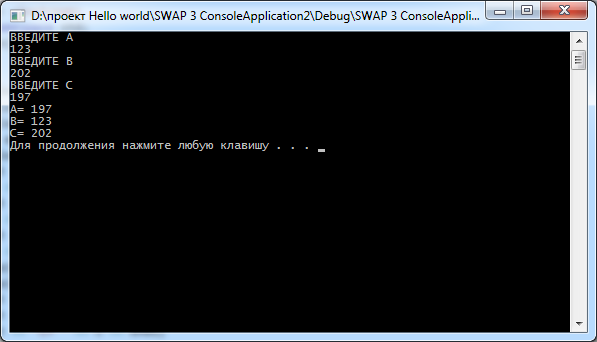 D:\проект Hello world\SWAP 3 ConsoleApplication2\Debug\SWAP 3 ConsoleAppli...
ВВЕДИТЕ A
123
ВВЕДИТЕ B
202
ВВЕДИТЕ C
197
A= 197
B= 123
C= 202
Для продолжения нажмите любую клавишу . . .